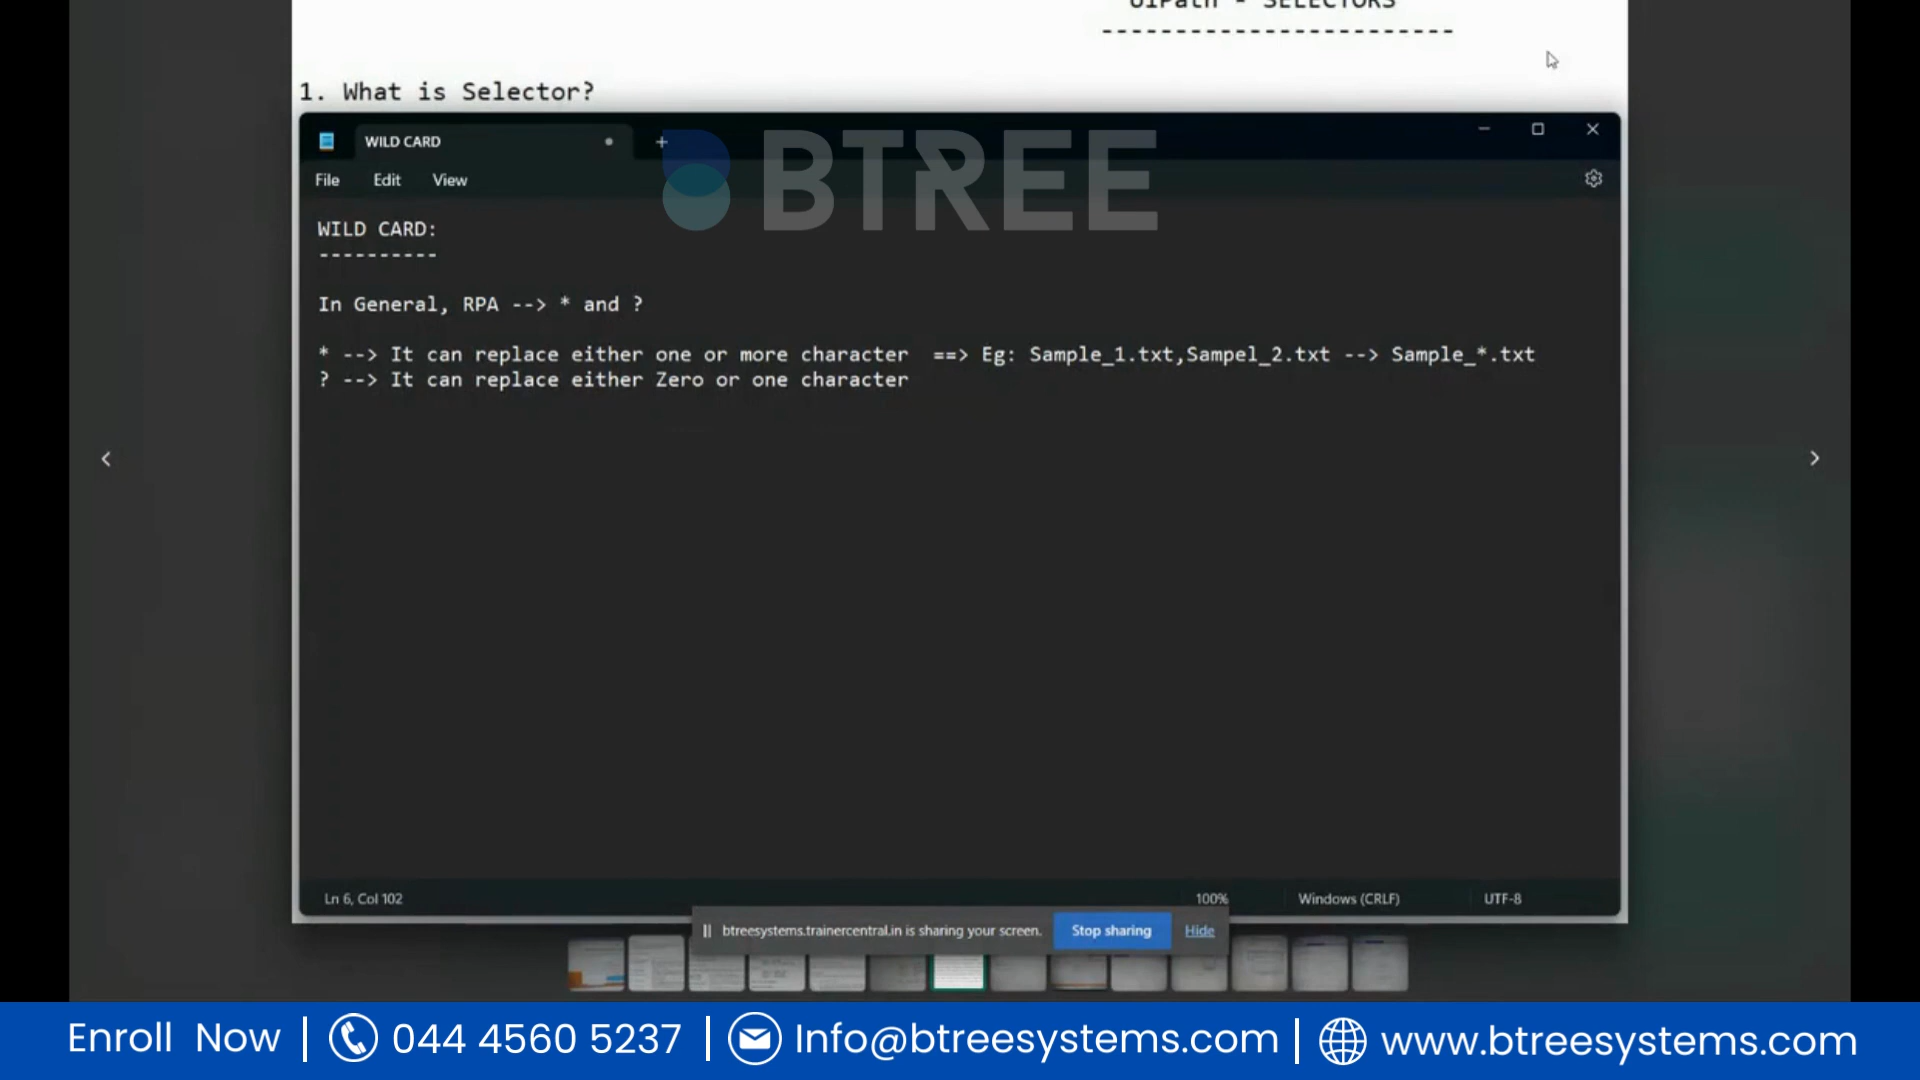 UiPath - SELECTORS
------------------------
1. What is Selector?
WILD CARD
BTREE
File Edit View
WILD CARD:
----------
In General, RPA --> * and ?
* --> It can replace either one or more character ==> Eg: Sample_1.txt,Sampel_2.txt --> Sample_*.txt
? --> It can replace either Zero or one character
Ln 6, Col 102 100% Windows (CRLF) UTF-8
btreesystems.trainercentral.in is sharing your screen. Stop sharing Hide
Enroll Now | 044 4560 5237 | Info@btreesystems.com | www.btreesystems.com